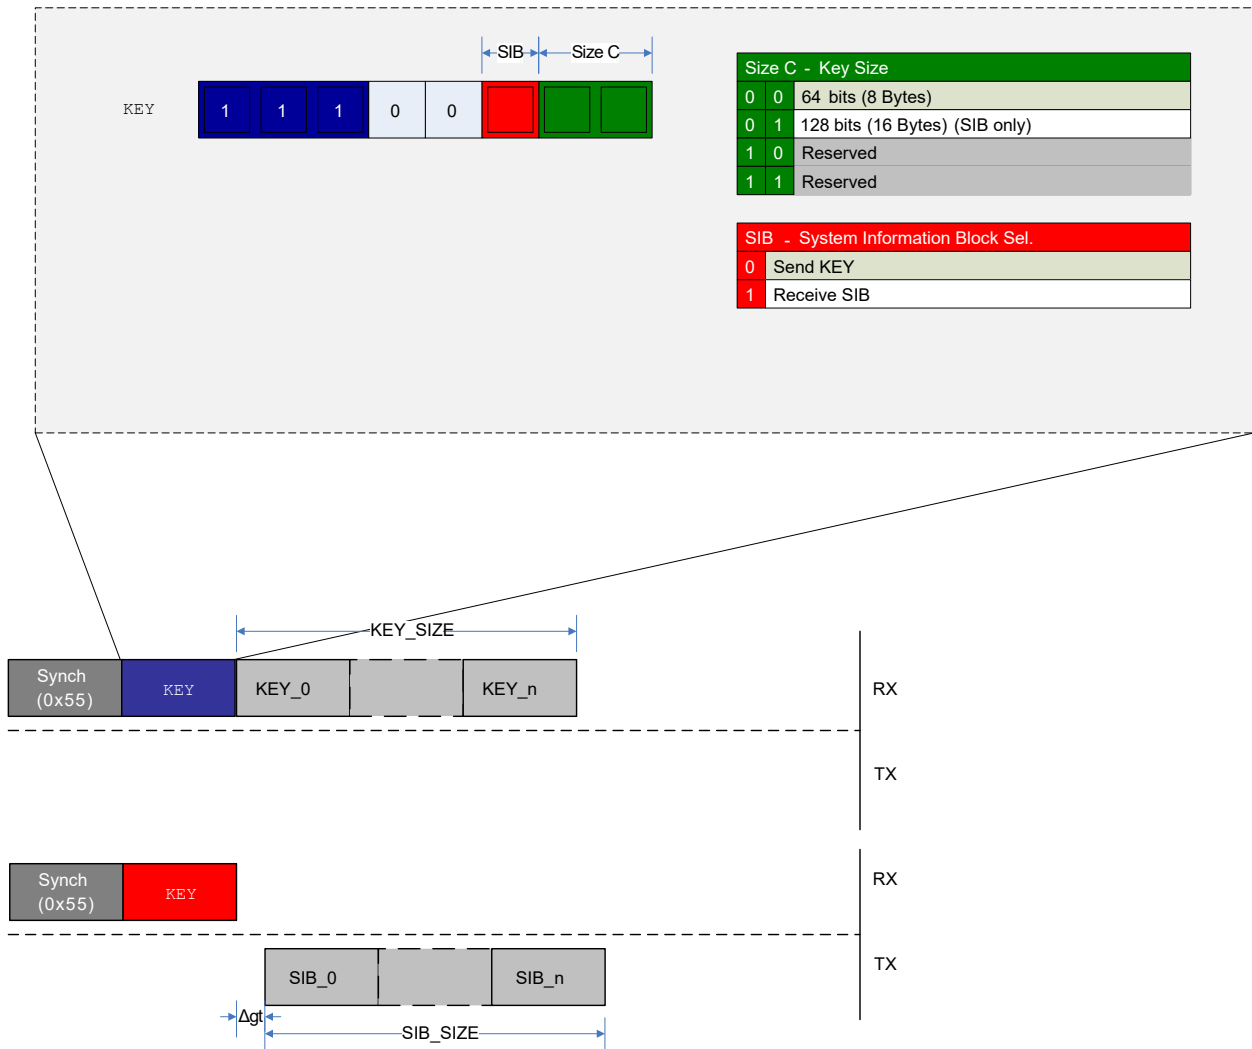 SIB Size C
KEY 1 1 1 0 0
Size C - Key Size
0 0 64 bits (8 Bytes)
0 1 128 bits (16 Bytes) (SIB only)
1 0 Reserved
1 1 Reserved
SIB - System Information Block Sel.
0 Send KEY
1 Receive SIB
KEY_SIZE
Synch
(0x55)
KEY
KEY_0
KEY_n
RX
TX
Synch
(0x55)
KEY
RX
SIB_0
SIB_n
TX
Δgt
SIB_SIZE